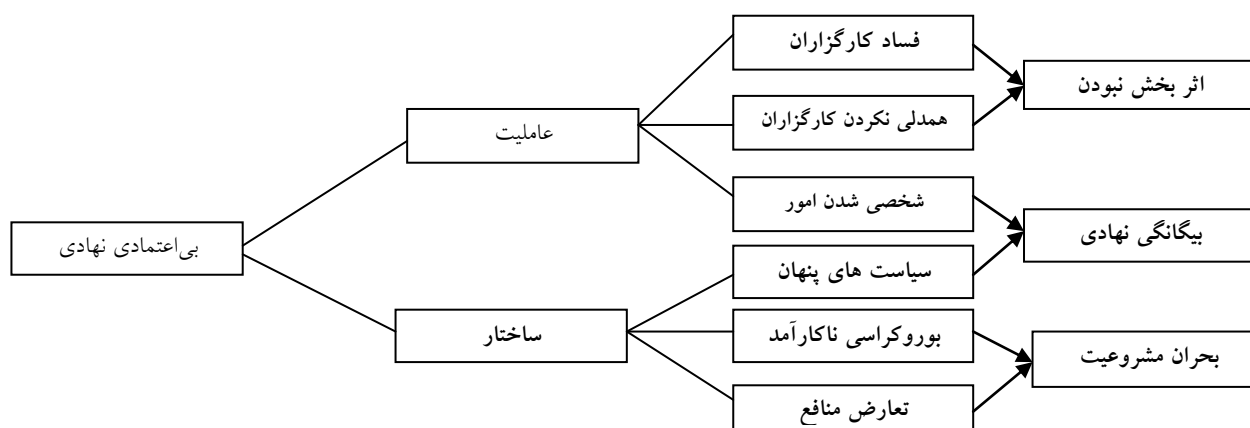 بی‌اعتمادی نهادی
عاملیت
ساختار
فساد کارگزاران
همدلی نکردن کارگزاران
شخصی شدن امور
سیاست های پنهان
بوروکراسی ناکارآمد
تعارض منافع
اثر بخش نبودن
بیگانگی نهادی
بحران مشروعیت